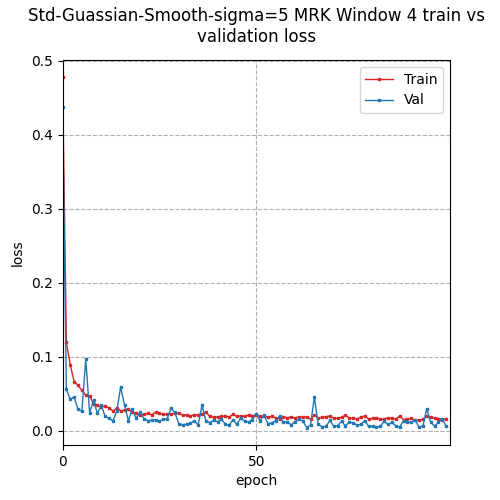 Std-Guassian-Smooth-sigma=5 MRK Window 4 train vs
validation loss
0.5
Train
Val
0.4
0.3
loss
0.2
0.1
0.0
0
50
epoch